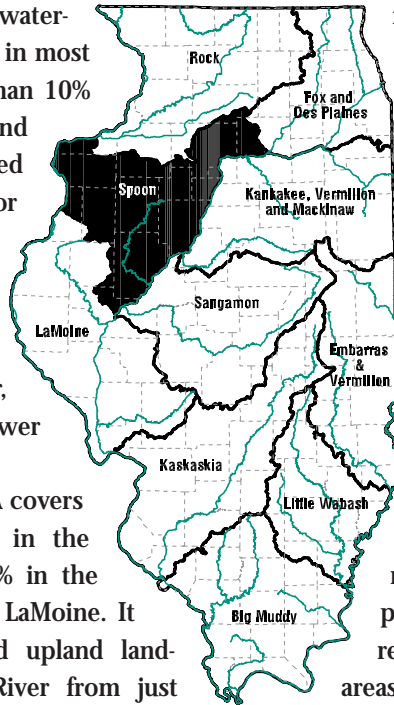 water-
in most
than 10%
and
ed
or
wer
A covers
in the
% in the
LaMoine. It
d upland land-
River from just
Rock
Fox and
Des Plaines
Spoon
Kankakee, Vermilion
and Mackinaw
Sangamon
LaMoine
Embarras
&
Vermilion
Kaskaskia
Little Wabash
Big Muddy
p
re
areas